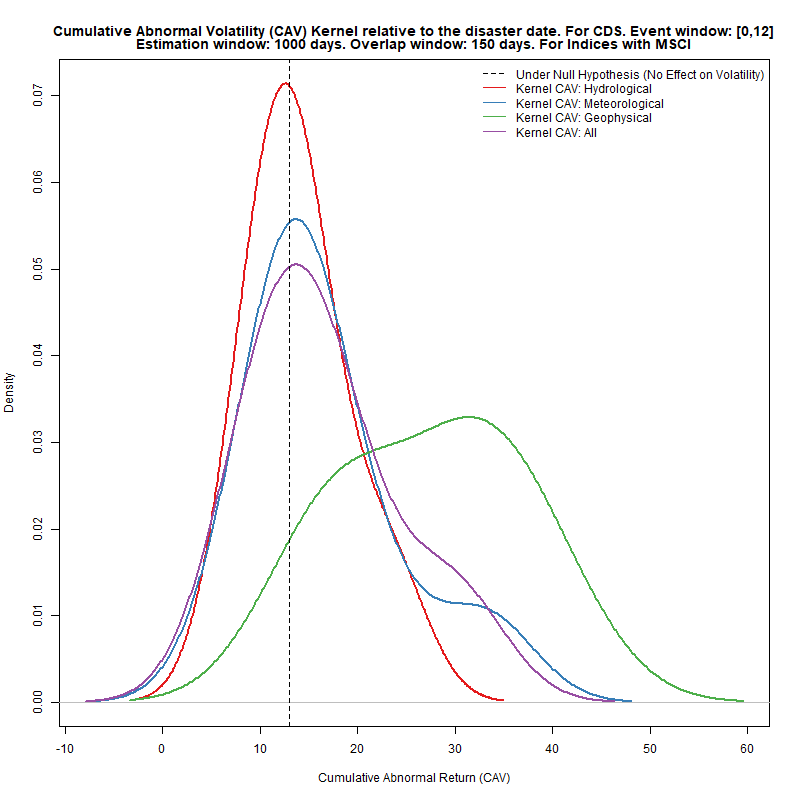 Cumulative Abnormal Volatility (CAV) Kernel relative to the disaster date. For CDS. Event window: [0,12]
Estimation window: 1000 days. Overlap window: 150 days. For Indices with MSCI
Under Null Hypothesis (No Effect on Volatility)
Kernel CAV: Hydrological
Kernel CAV: Meteorological
Kernel CAV: Geophysical
Kernel CAV: All
0.07
0.06
0.05
0.04
0.03
0.02
0.01
0.00
Density
-10 0 10 20 30 40 50 60
Cumulative Abnormal Return (CAV)